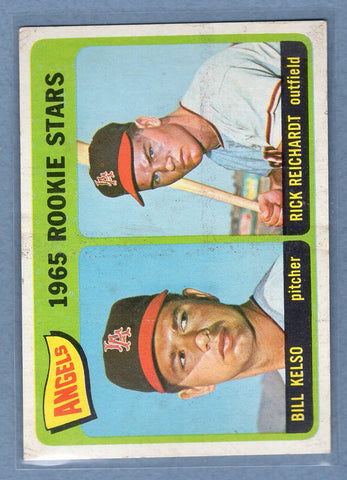 ANGELS
1965 ROOKIE STARS
LA
BILL KELSO
pitcher
LA
RICK REICHARDT
outfield